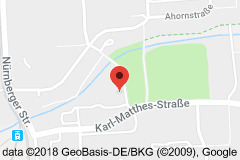 Ahornstraße
Nürnberger Str.
Karl-Matthes-Straße
data ©2018 GeoBasis-DE/BKG (©2009), Google